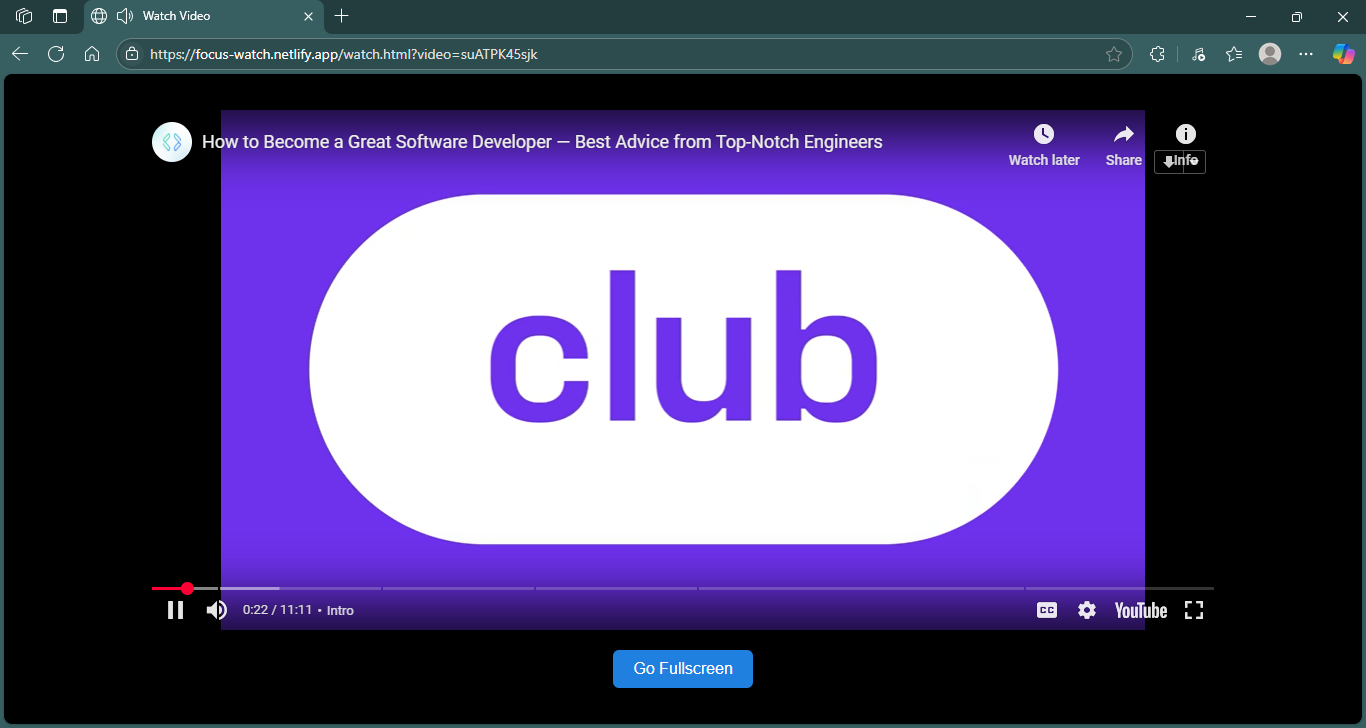 Watch Video
https://focus-watch.netlify.app/watch.html?video=suATPK45sjk
How to Become a Great Software Developer — Best Advice from Top-Notch Engineers
Watch later
Share
Info
club
0:22 / 11:11 • Intro
CC
YouTube
Go Fullscreen